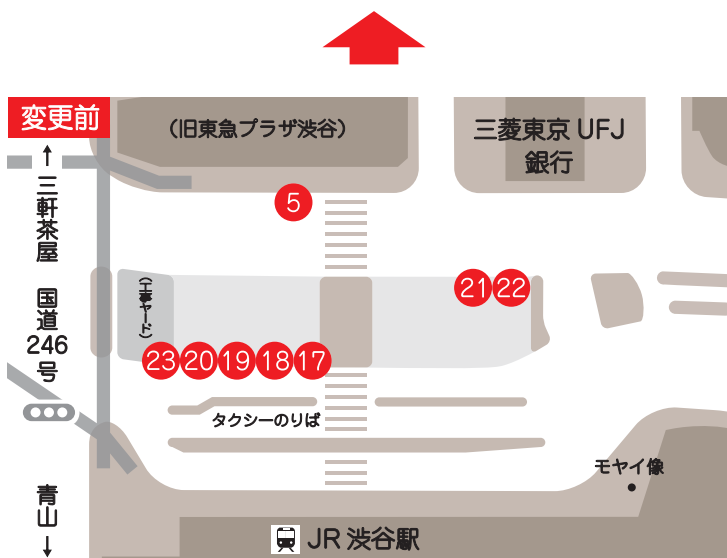 変更前
(旧東急プラザ渋谷)
三菱東京 UFJ
銀行
三軒茶屋
国道
246
号
5
(工事ヤード)
21 22
23 20 19 18 17
タクシーのりば
モヤイ像
青山
JR 渋谷駅